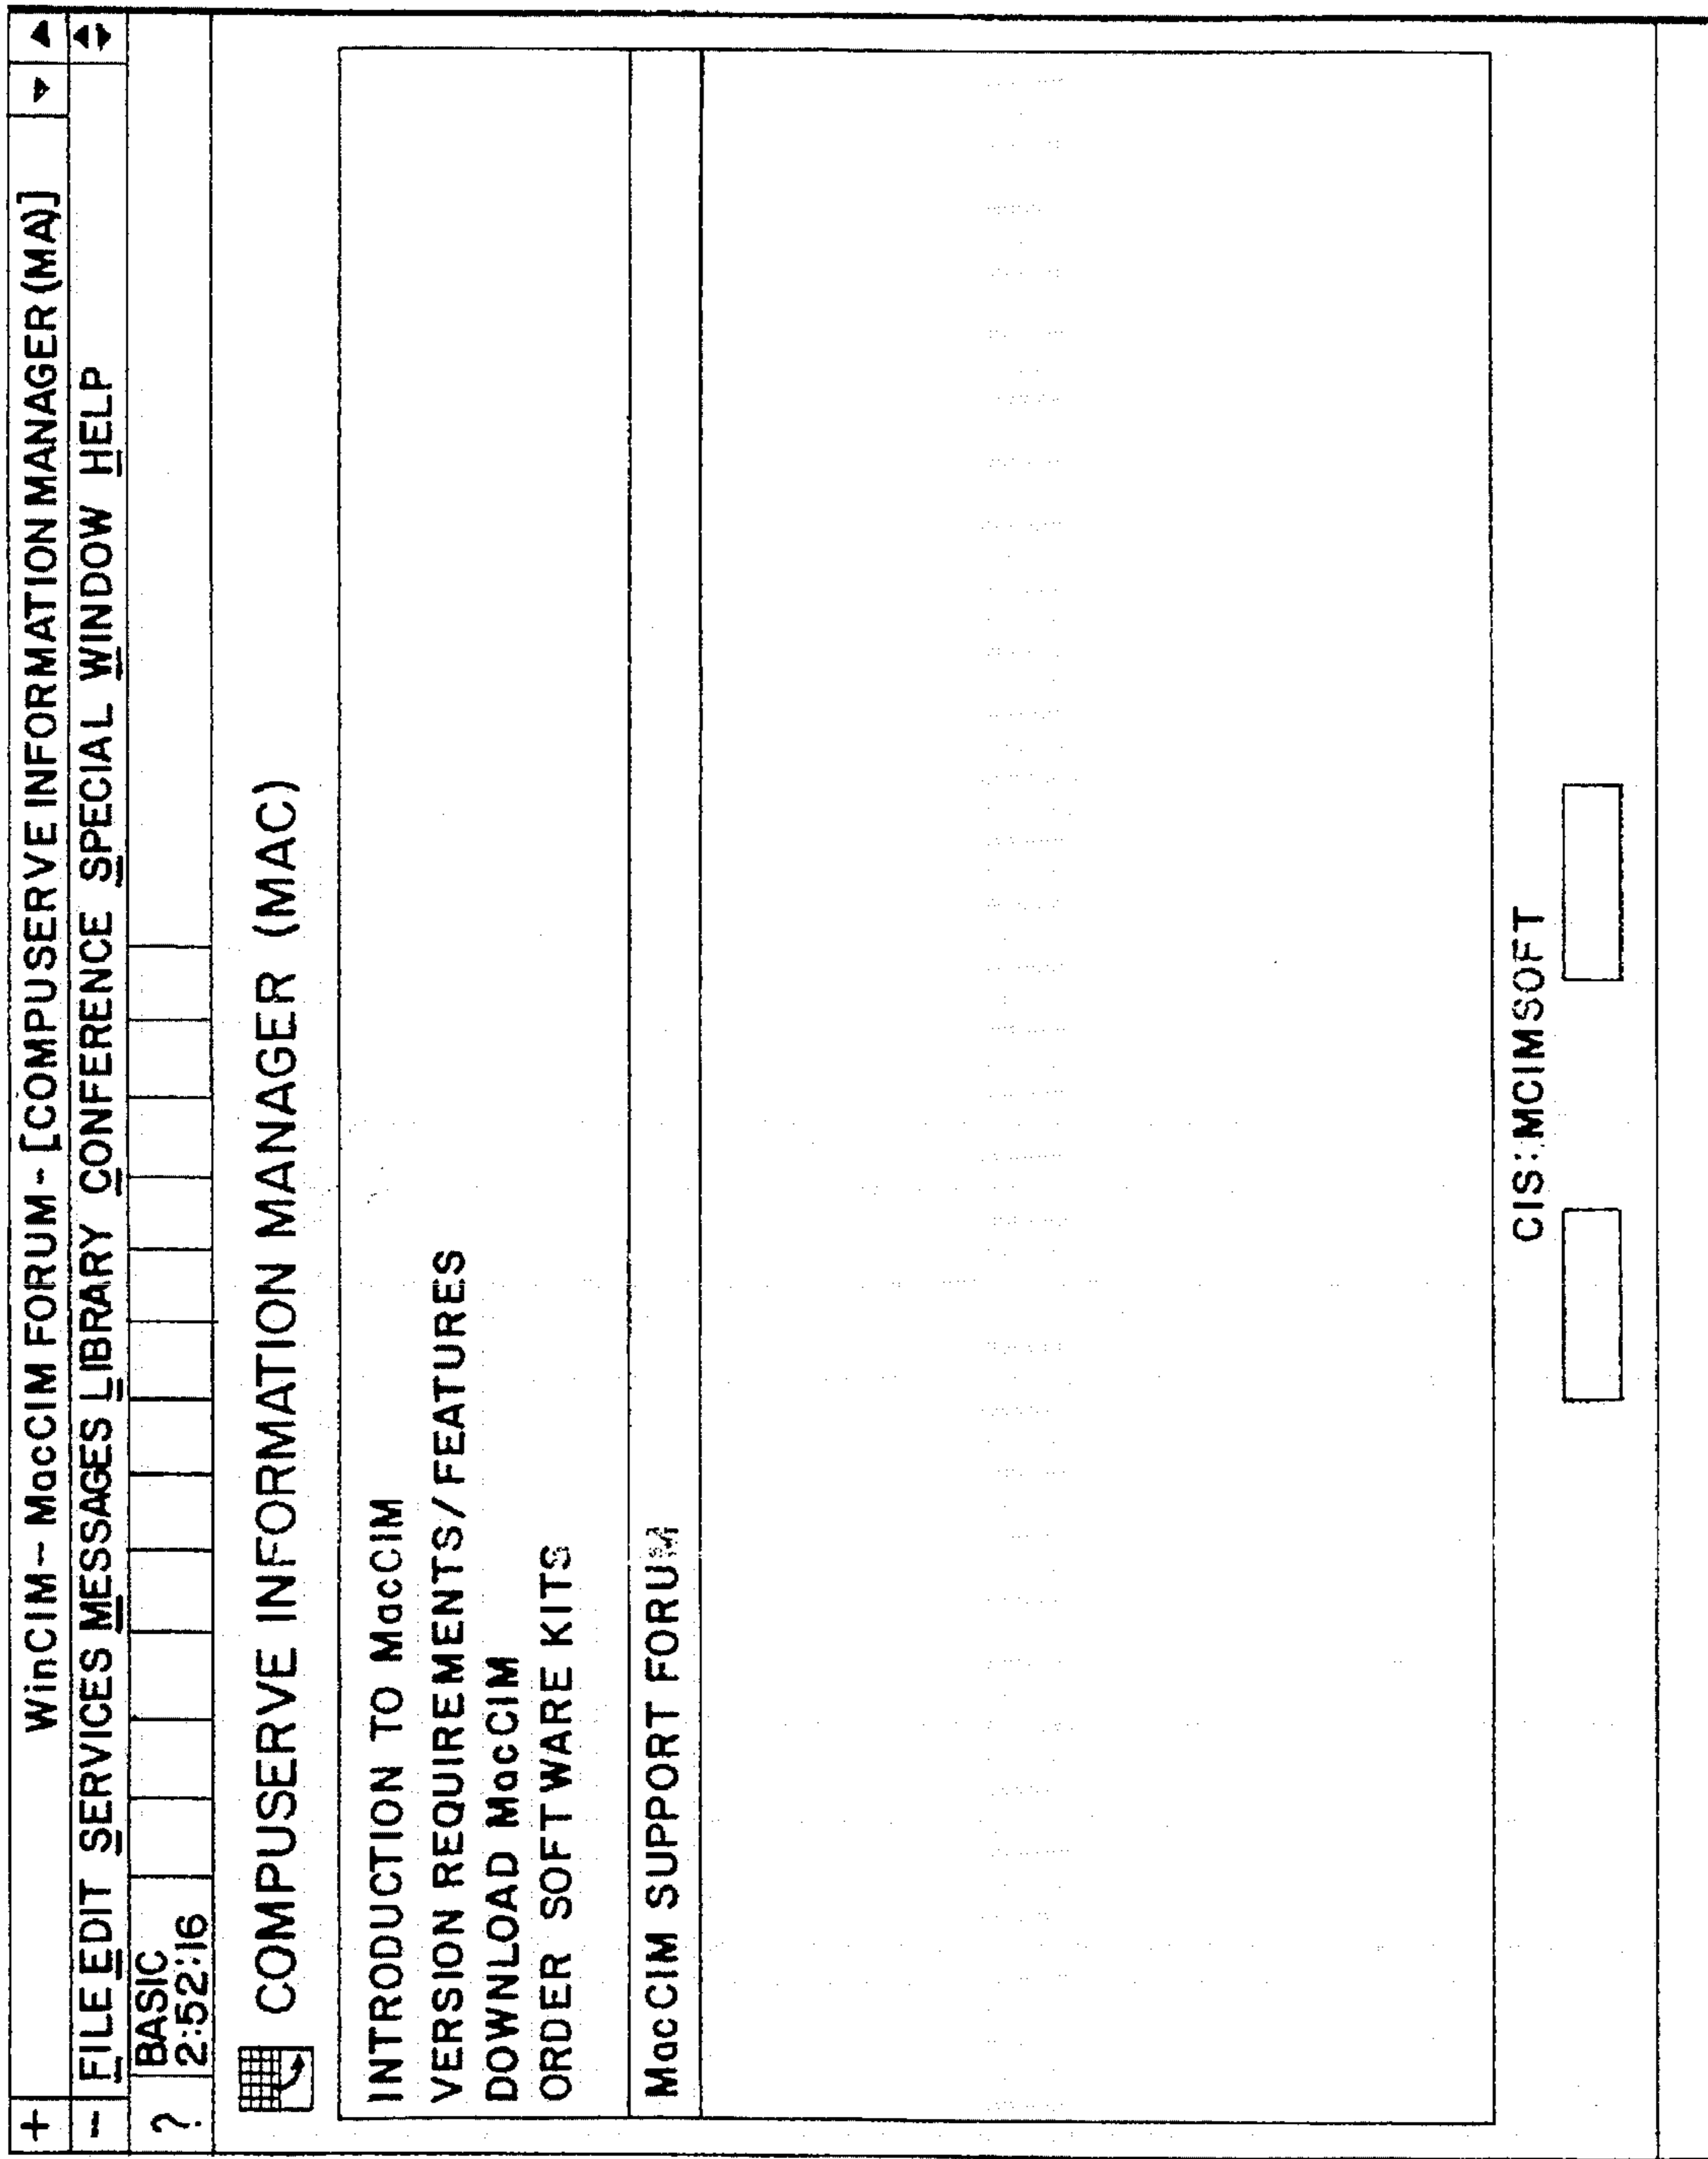 WinCIM - MacCIM FORUM - [COMPUSERVE INFORMATION MANAGER (MA)]
FILE EDIT SERVICES MESSAGES LIBRARY CONFERENCE SPECIAL WINDOW HELP
? BASIC
2:52:16
COMPUSERVE INFORMATION MANAGER (MAC)
INTRODUCTION TO MacCIM
VERSION REQUIREMENTS/FEATURES
DOWNLOAD MacCIM
ORDER SOFTWARE KITS
MacCIM SUPPORT FORUM
CIS:MCIMSOFT